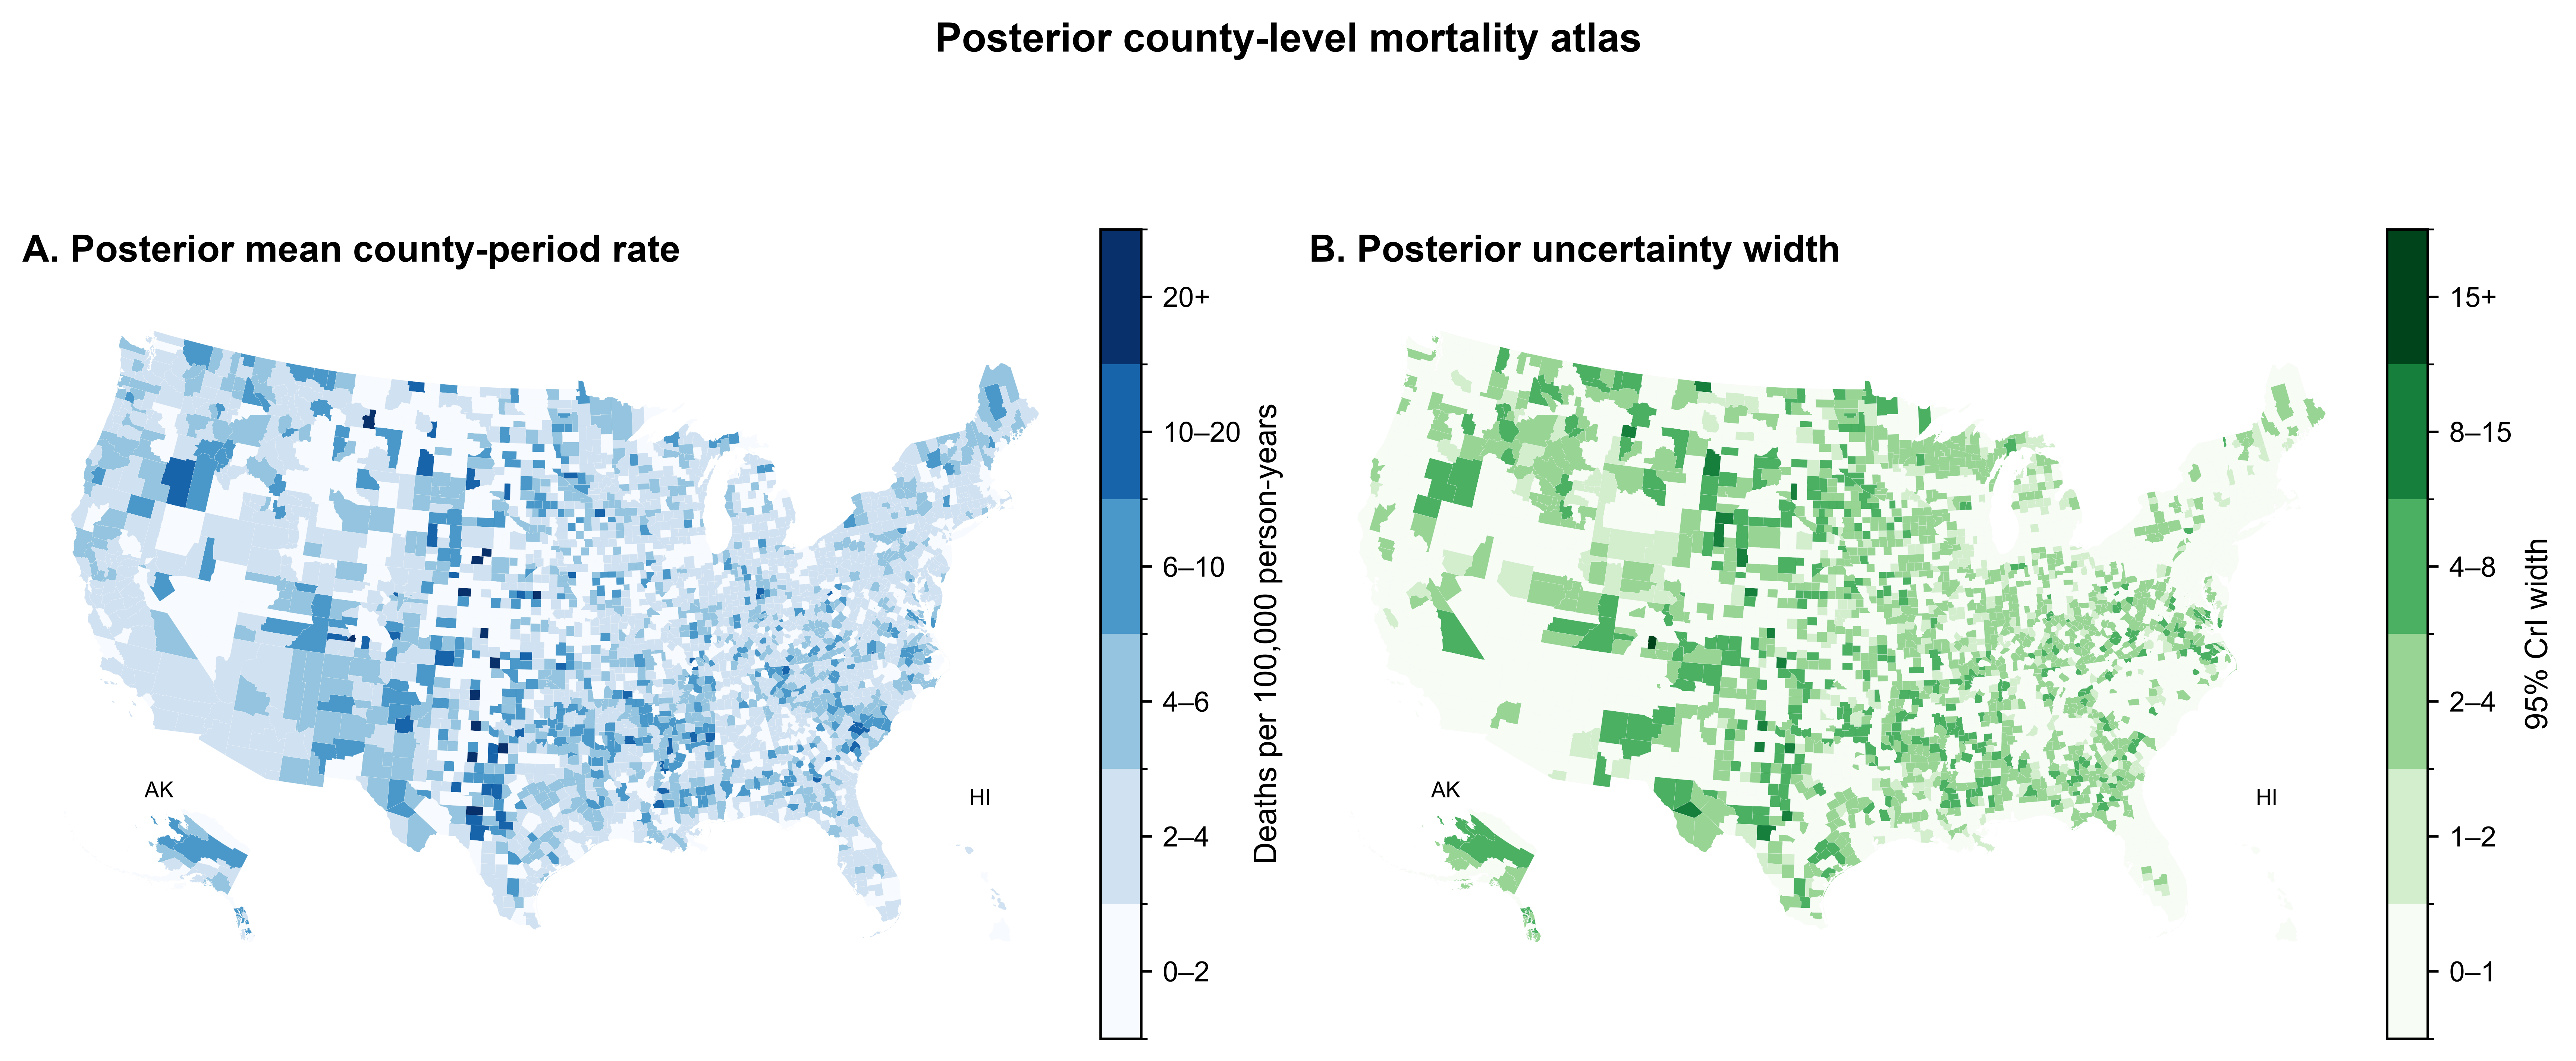 Posterior county-level mortality atlas
A. Posterior mean county-period rate
20+
10–20
6–10
4–6
2–4
0–2
Deaths per 100,000 person-years
AK
HI
B. Posterior uncertainty width
15+
8–15
4–8
2–4
1–2
0–1
95% CrI width
AK
HI